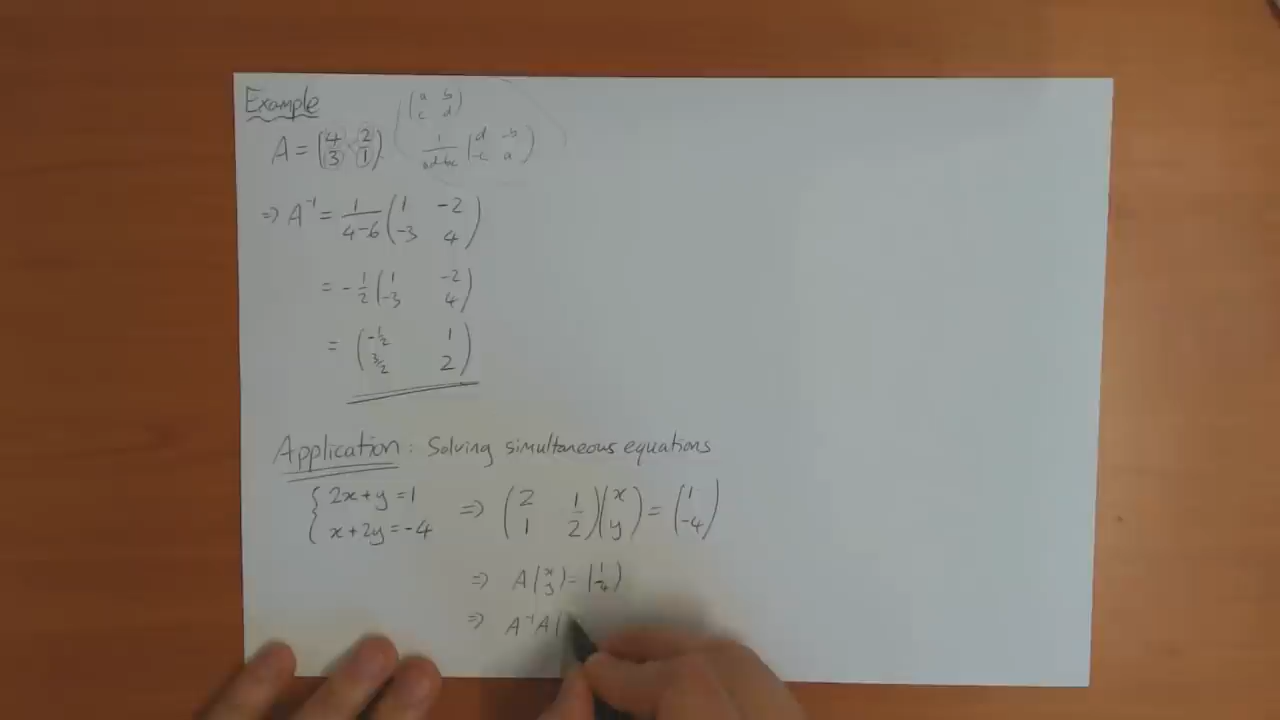 Example
(a b
c d)
A = (4 2
3 1)
1/(ad-bc) (d -b
-c a)
⇒ A⁻¹ = 1/(4-6) (1 -2
-3 4)
= -1/2 (1 -2
-3 4)
= (-1/2 1
3/2 2)
Application: Solving simultaneous equations
{ 2x+y=1
x+2y=-4
⇒ (2 1
1 2)(x
y) = (1
-4)
⇒ A(x
y) = (1
-4)
⇒ A⁻¹A(